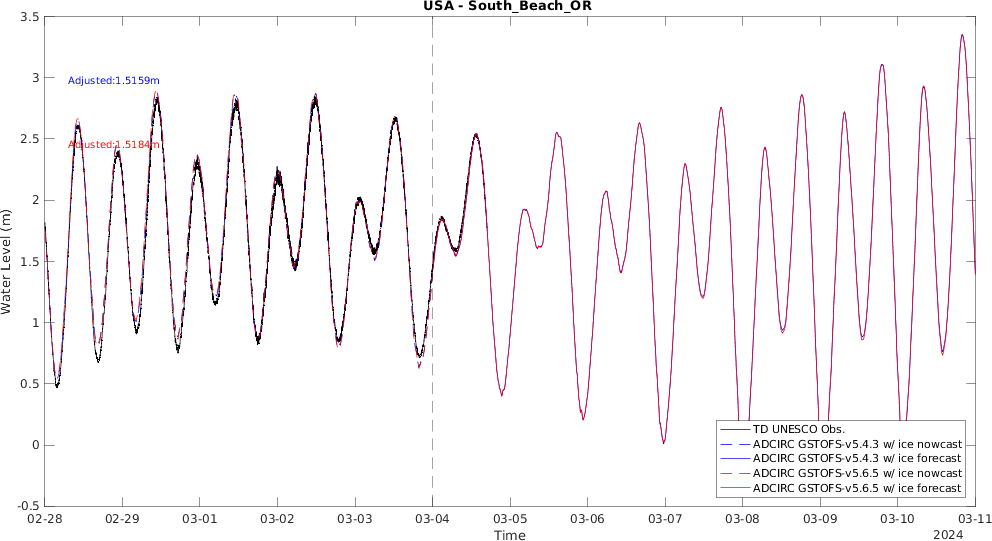 USA - South_Beach_OR
3.5
3
2.5
2
1.5
1
0.5
0
-0.5
Water Level (m)
Adjusted:1.5159m
Adjusted:1.5184m
TD UNESCO Obs.
ADCIRC GSTOFS-v5.4.3 w/ ice nowcast
ADCIRC GSTOFS-v5.4.3 w/ ice forecast
ADCIRC GSTOFS-v5.6.5 w/ ice nowcast
ADCIRC GSTOFS-v5.6.5 w/ ice forecast
02-28 02-29 03-01 03-02 03-03 03-04 03-05 03-06 03-07 03-08 03-09 03-10 03-11
Time
2024